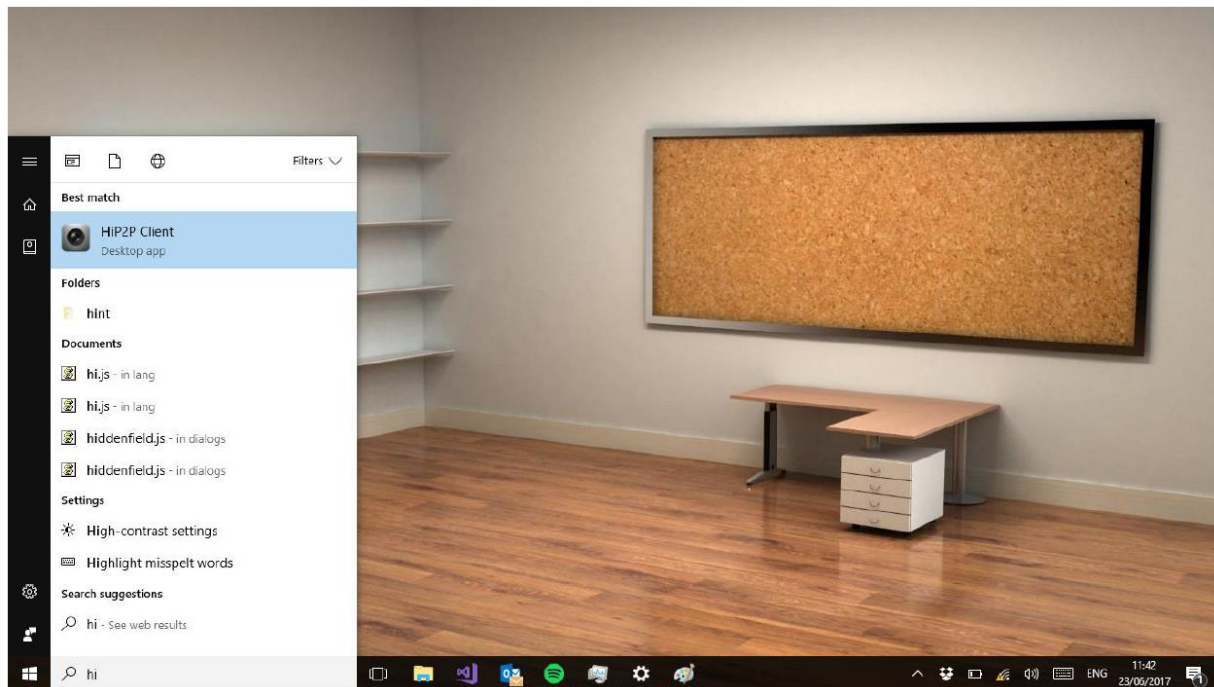 Filters
Best match
HiP2P Client
Desktop app
Folders
hint
Documents
hi.js - in lang
hi.js - in lang
hiddenfield.js - in dialogs
hiddenfield.js - in dialogs
Settings
High-contrast settings
Highlight misspelt words
Search suggestions
hi - See web results
hi
ENG
11:42
23/06/2017
1